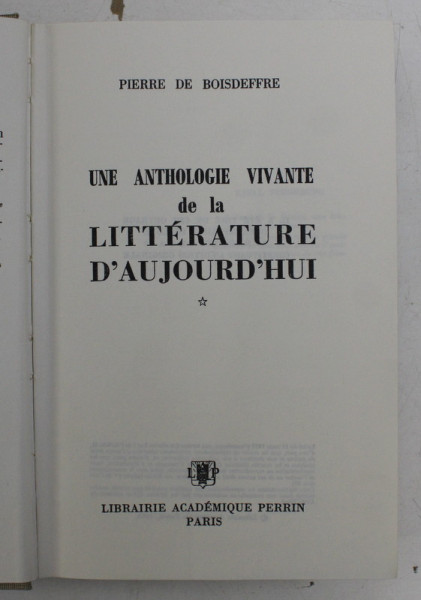 PIERRE DE BOISDEFFRE
UNE ANTHOLOGIE VIVANTE
de la
LITTÉRATURE
D'AUJOURD'HUI
*
L P
LIBRAIRIE ACADÉMIQUE PERRIN
PARIS